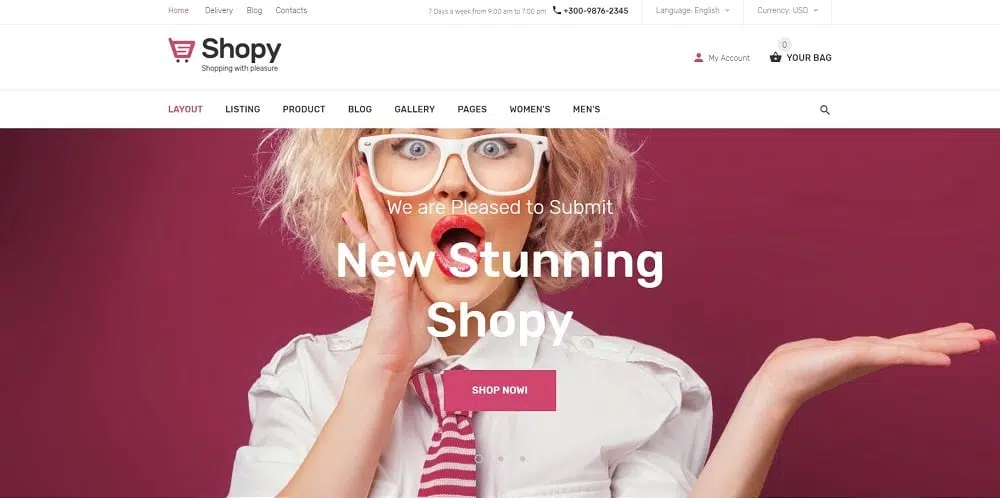 Home Delivery Blog Contacts 7 Days a week from 9:00 am to 7:00 pm +300-9876-2345 Language: English Currency: USD
Shopy
Shopping with pleasure
My Account 0 YOUR BAG
LAYOUT LISTING PRODUCT BLOG GALLERY PAGES WOMEN'S MEN'S
We are Pleased to Submit
New Stunning
Shopy
SHOP NOW!